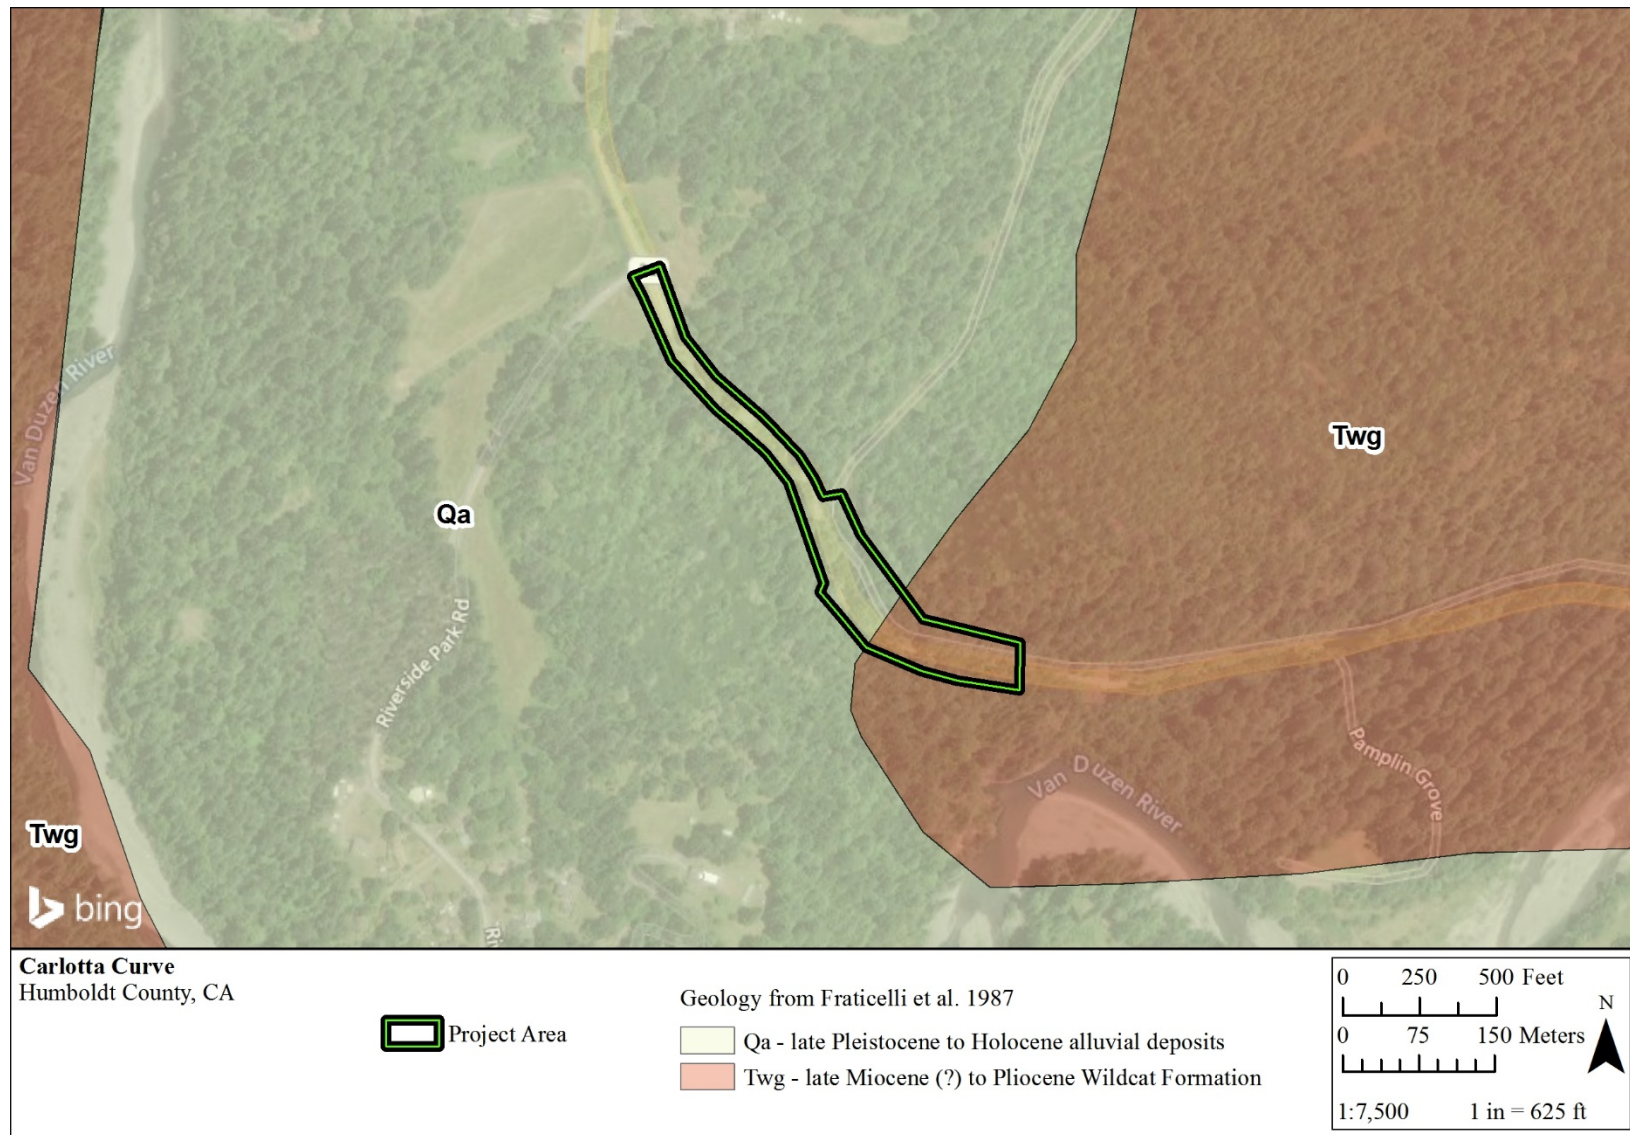 Van Duzen River
Twg
Qa
Riverside Park Rd
Van Duzen River
Pamplin Grove
Twg
bing
Ri
Carlotta Curve
Humboldt County, CA
Project Area
Geology from Fraticelli et al. 1987
Qa - late Pleistocene to Holocene alluvial deposits
Twg - late Miocene (?) to Pliocene Wildcat Formation
0 250 500 Feet
0 75 150 Meters
N
1:7,500 1 in = 625 ft